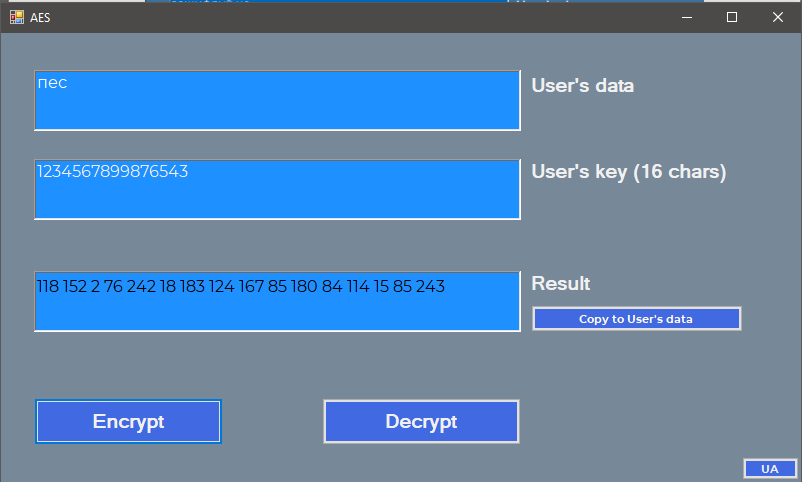 AES
пес
User's data
1234567899876543
User's key (16 chars)
118 152 2 76 242 18 183 124 167 85 180 84 114 15 85 243
Result
Copy to User's data
Encrypt
Decrypt
UA